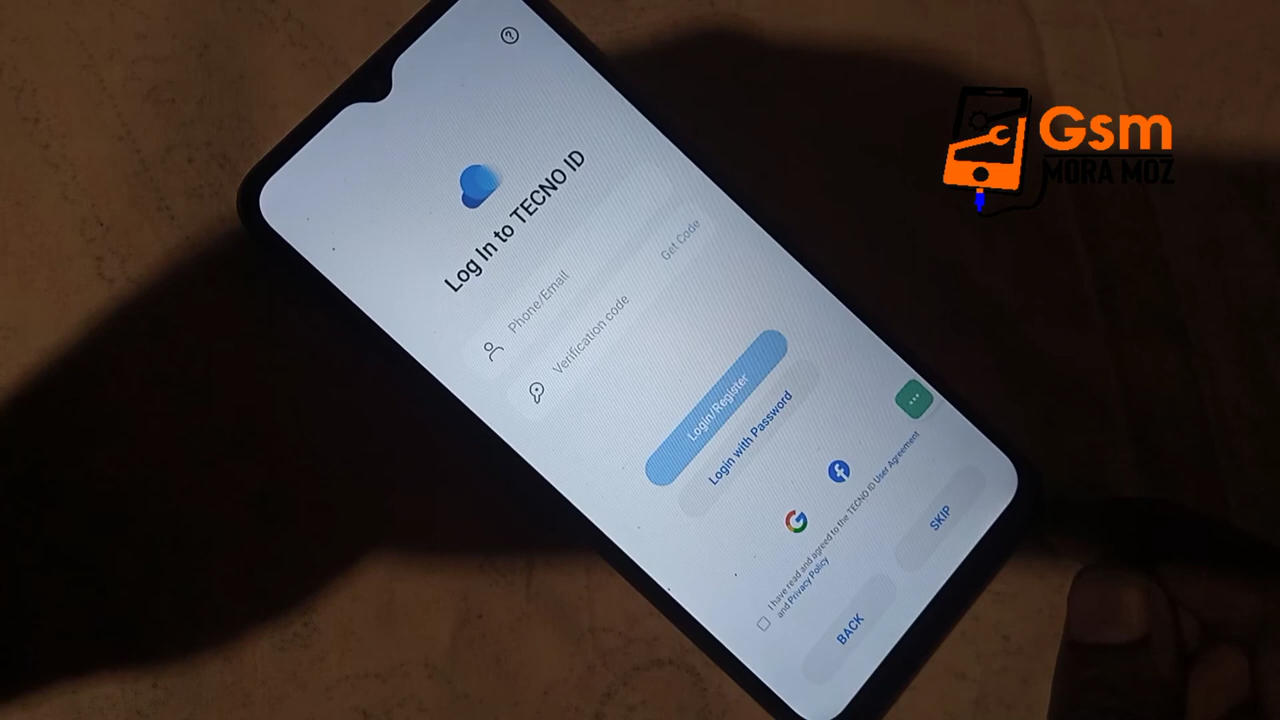 Log In to TECNO ID
Phone/Email
Verification code
Get Code
Login/Register
Login with Password
I have read and agreed to the TECNO ID User Agreement
and Privacy Policy
BACK
SKIP
Gsm
MORA MOZ